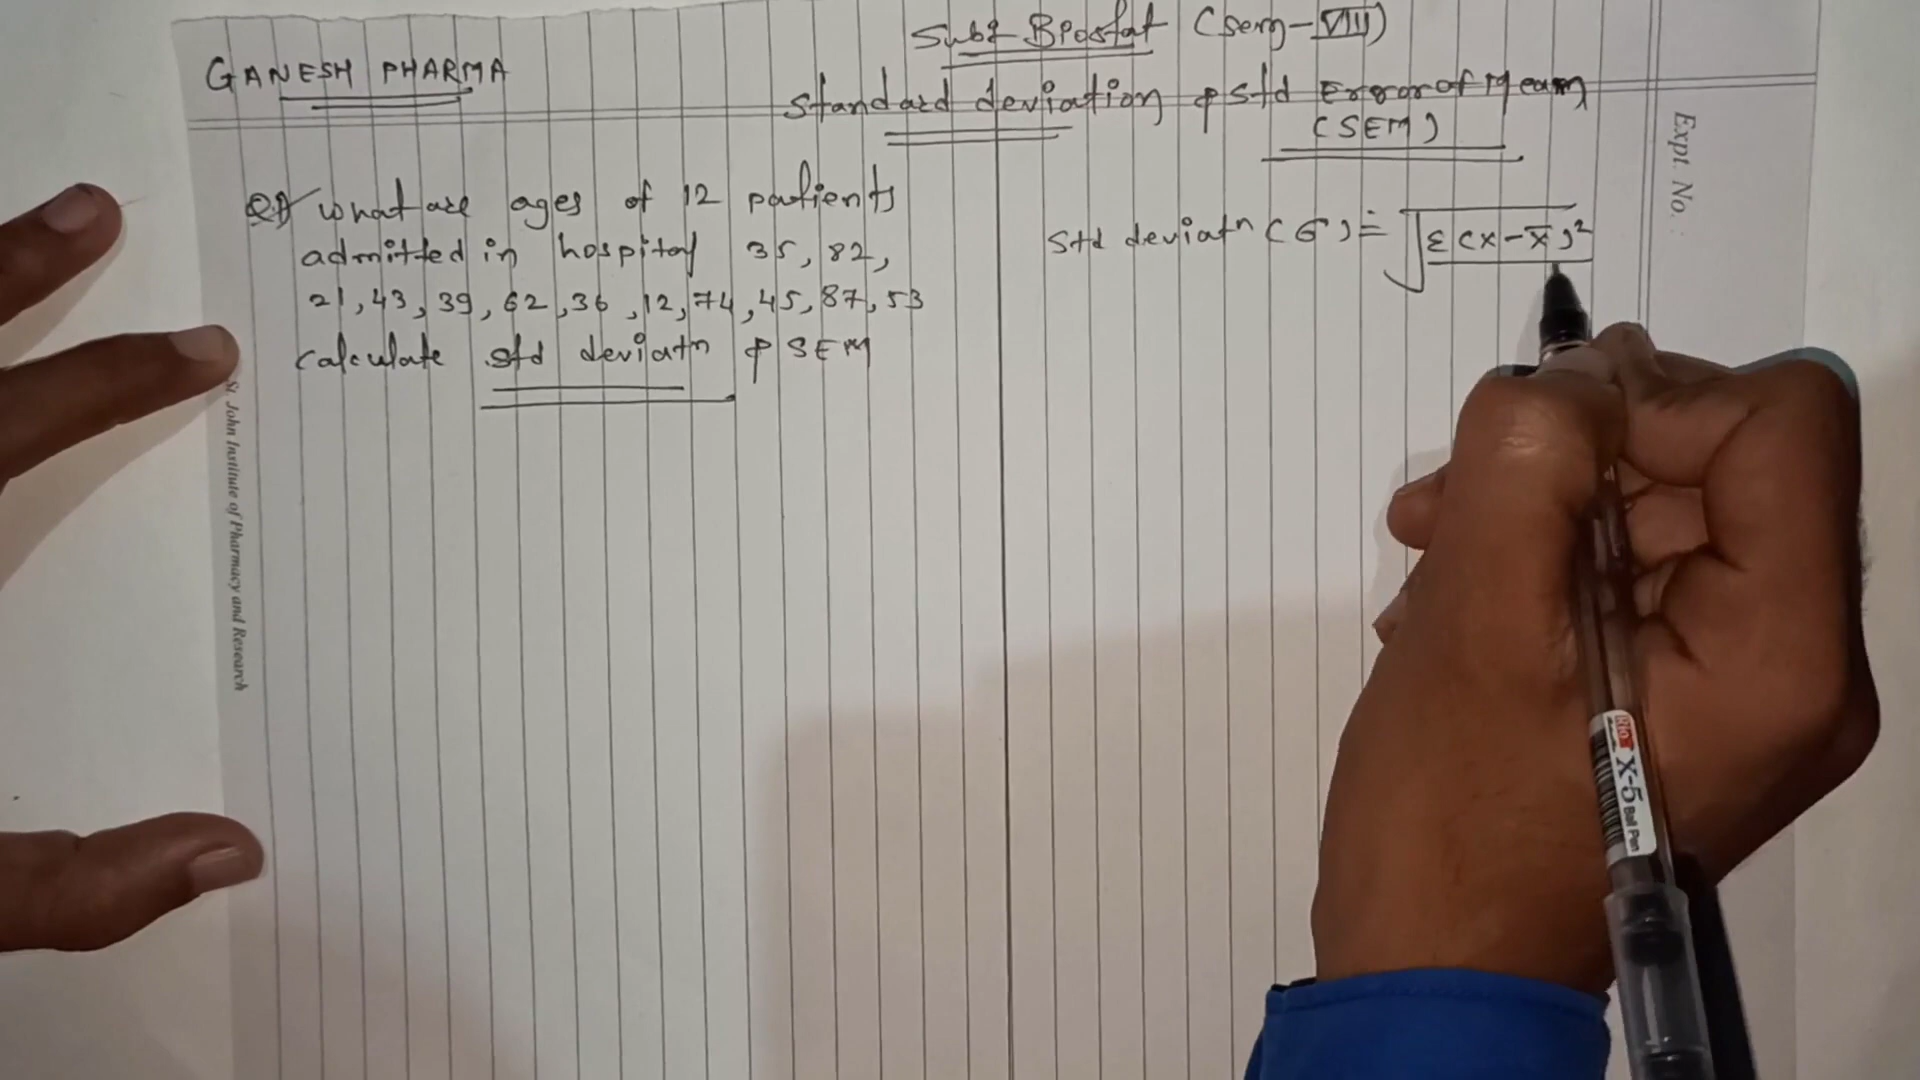 GANESH PHARMA
Sub: Biostat (Sem-VIII)
Standard deviation & Std Error of Mean
(SEM)
Expt. No. :
Q1) What are ages of 12 patients
admitted in hospital 35, 82,
21, 43, 39, 62, 36, 12, 74, 45, 87, 53
Calculate std deviatn & SEM
Std deviatn (σ) = √Σ(x-x̄)²
St. John Institute of Pharmacy and Research
Rio X-5 Ball Pen